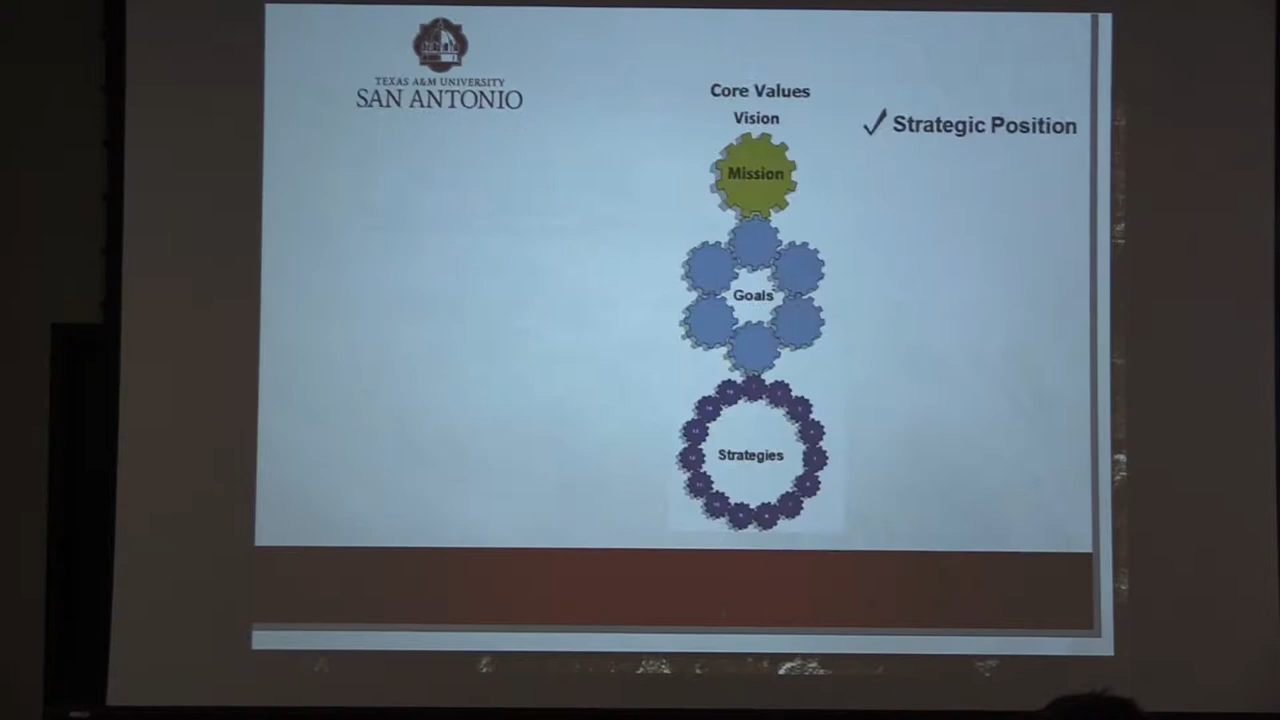 TEXAS A&M UNIVERSITY
SAN ANTONIO
Core Values
Vision
Mission
Goals
Strategies
✓ Strategic Position